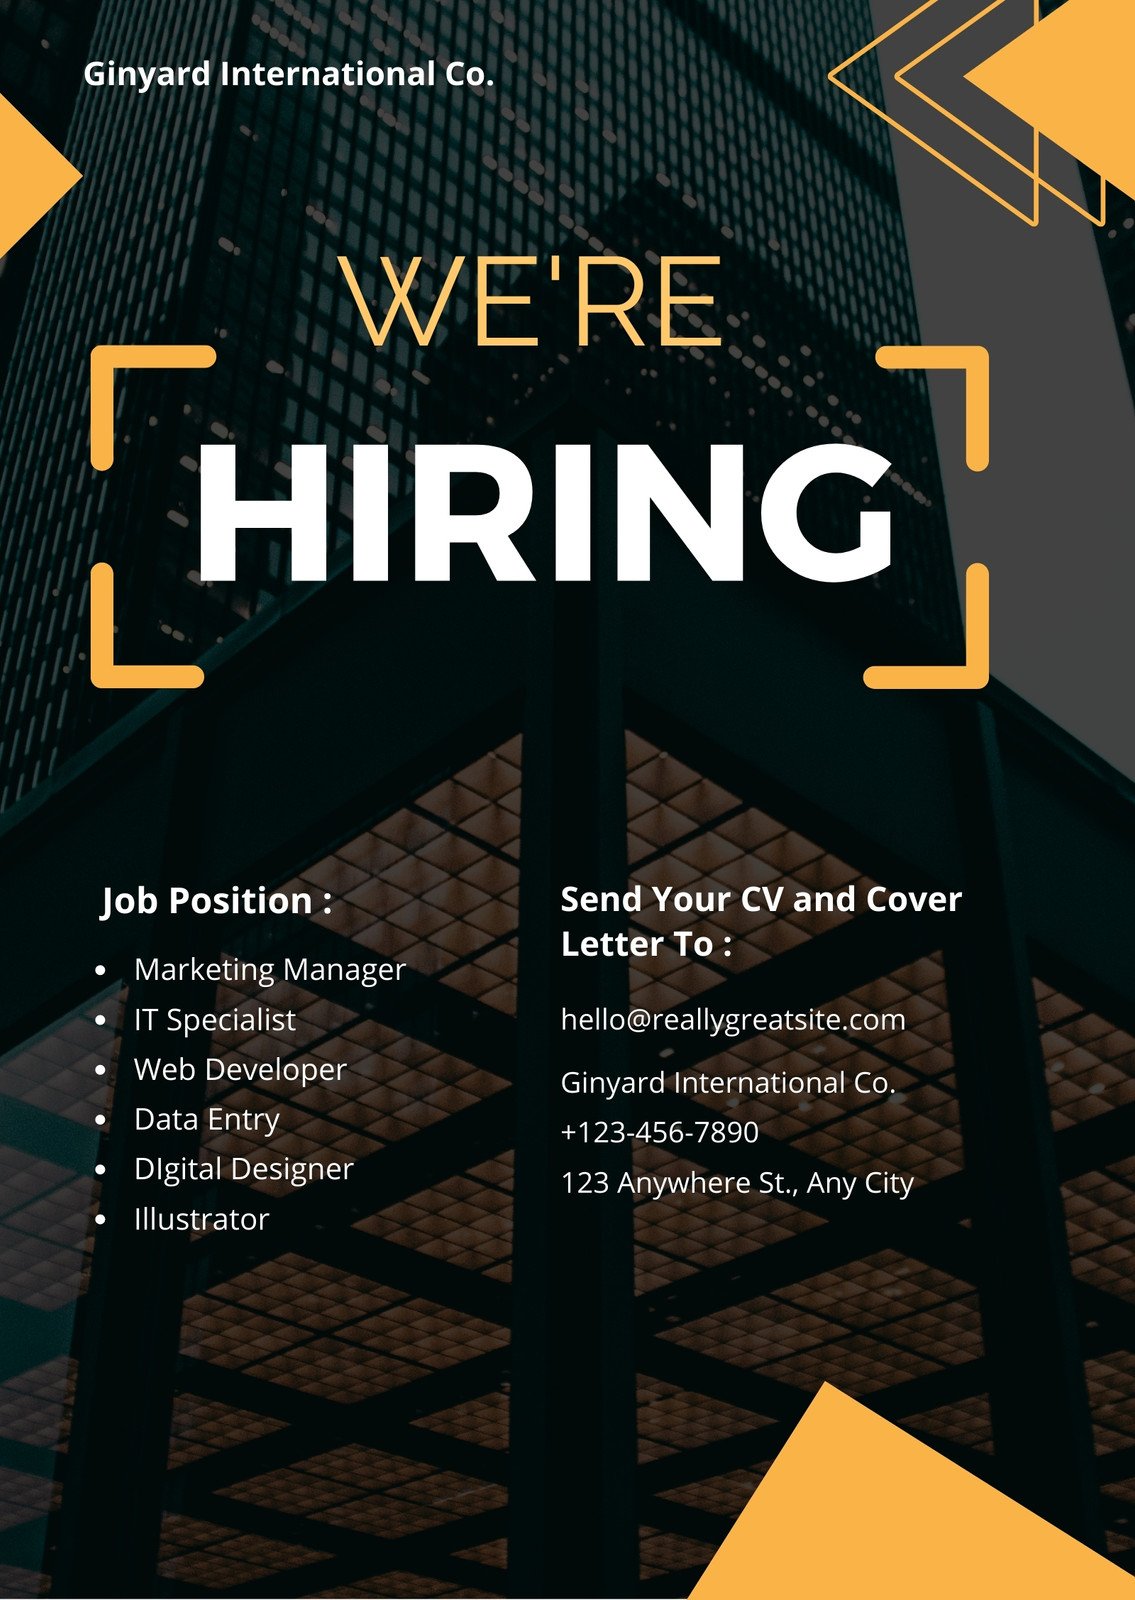 Ginyard International Co.
WE'RE
HIRING
Job Position :
Marketing Manager
IT Specialist
Web Developer
Data Entry
DIgital Designer
Illustrator
Send Your CV and Cover
Letter To :
hello@reallygreatsite.com
Ginyard International Co.
+123-456-7890
123 Anywhere St., Any City